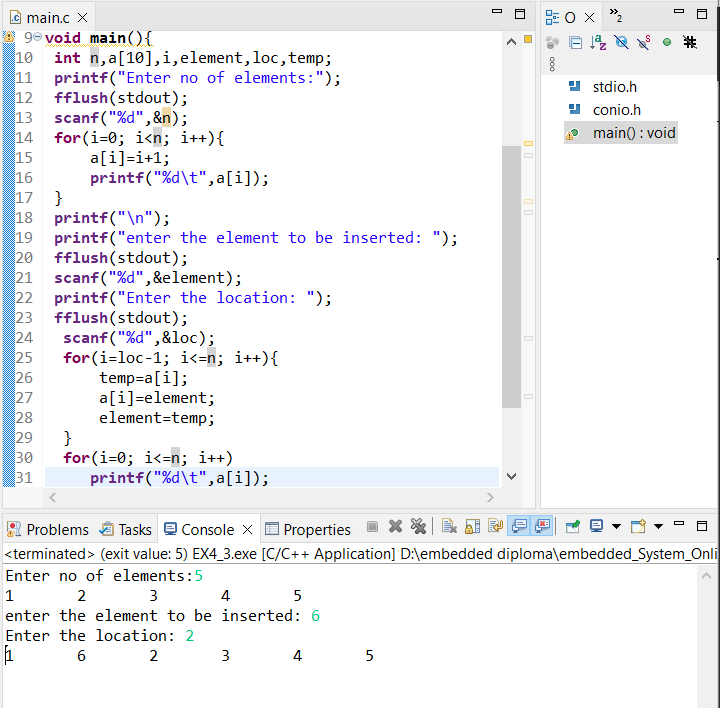 main.c
9 void main(){
10 int n,a[10],i,element,loc,temp;
11 printf("Enter no of elements:");
12 fflush(stdout);
13 scanf("%d",&n);
14 for(i=0; i<n; i++){
15 a[i]=i+1;
16 printf("%d\t",a[i]);
17 }
18 printf("\n");
19 printf("enter the element to be inserted: ");
20 fflush(stdout);
21 scanf("%d",&element);
22 printf("Enter the location: ");
23 fflush(stdout);
24 scanf("%d",&loc);
25 for(i=loc-1; i<=n; i++){
26 temp=a[i];
27 a[i]=element;
28 element=temp;
29 }
30 for(i=0; i<=n; i++)
31 printf("%d\t",a[i]);
O »2
stdio.h
conio.h
main() : void
Problems Tasks Console Properties
<terminated> (exit value: 5) EX4_3.exe [C/C++ Application] D:\embedded diploma\embedded_System_Onli
Enter no of elements:5
1 2 3 4 5
enter the element to be inserted: 6
Enter the location: 2
1 6 2 3 4 5